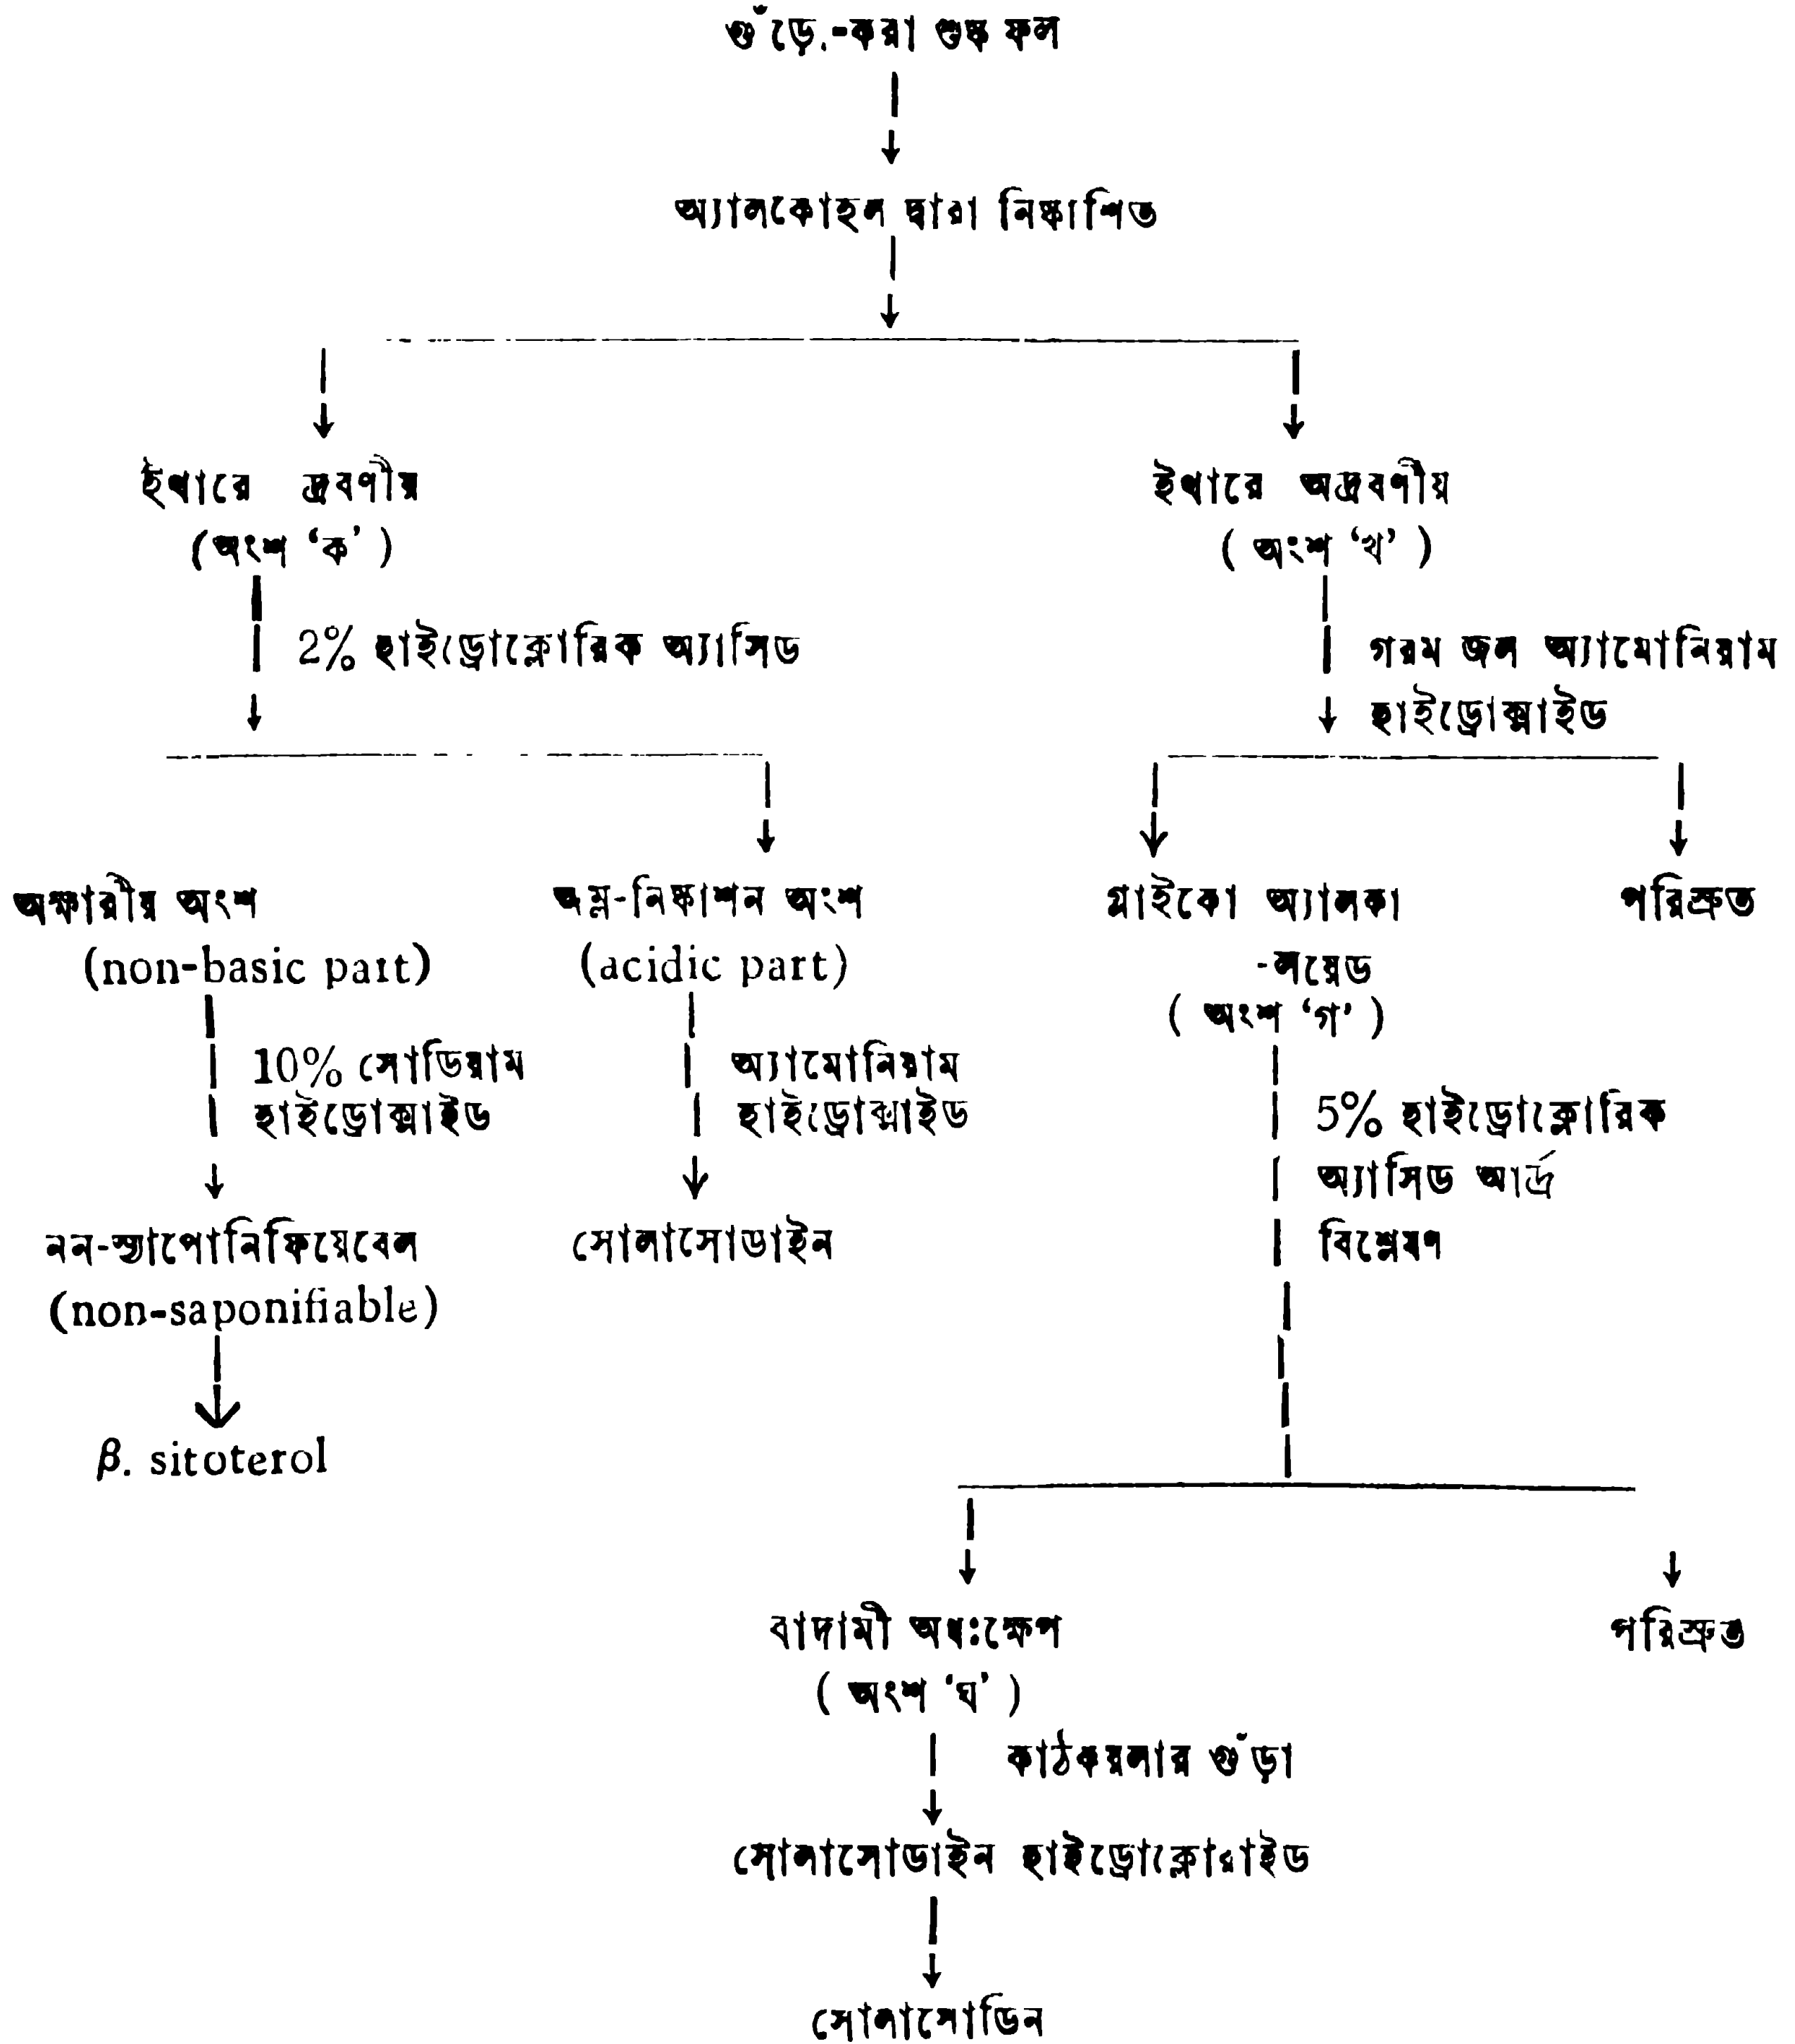 গুঁড়ে.-করা শুষ্ক ফল
অ্যালকোহল দ্বারা নিষ্কাশিত
ইথারে দ্রবণীয়
(অংশ ‘ক’ )
ইথারে অদ্রবণীয়
( অংশ ‘খ’ )
2% হাইড্রোক্লোরিক অ্যাসিড
গরম জল অ্যামোনিয়াম
হাইড্রোক্সাইড
অক্ষারীয় অংশ
(non-basic part)
অম্ল-নিষ্কাশন অংশ
(acidic part)
গ্লাইকো অ্যালকা
-লয়েড
( অংশ ‘গ’ )
পরিস্রুত
10% সোডিয়াম
হাইড্রোক্সাইড
অ্যামোনিয়াম
হাইড্রোক্সাইড
5% হাইড্রোক্লোরিক
অ্যাসিড আর্দ্র
বিশ্লেষণ
নন-স্যাপোনিফিয়েবেল
(non-saponifiable)
সোলাসোডাইন
β. sitoterol
বাদামী অধঃক্ষেপ
( অংশ ‘ঘ’ )
পরিস্রুত
কাঠকয়লার গুঁড়া
সোলাসোডাইন হাইড্রোক্লোরাইড
সোলাসোডিন